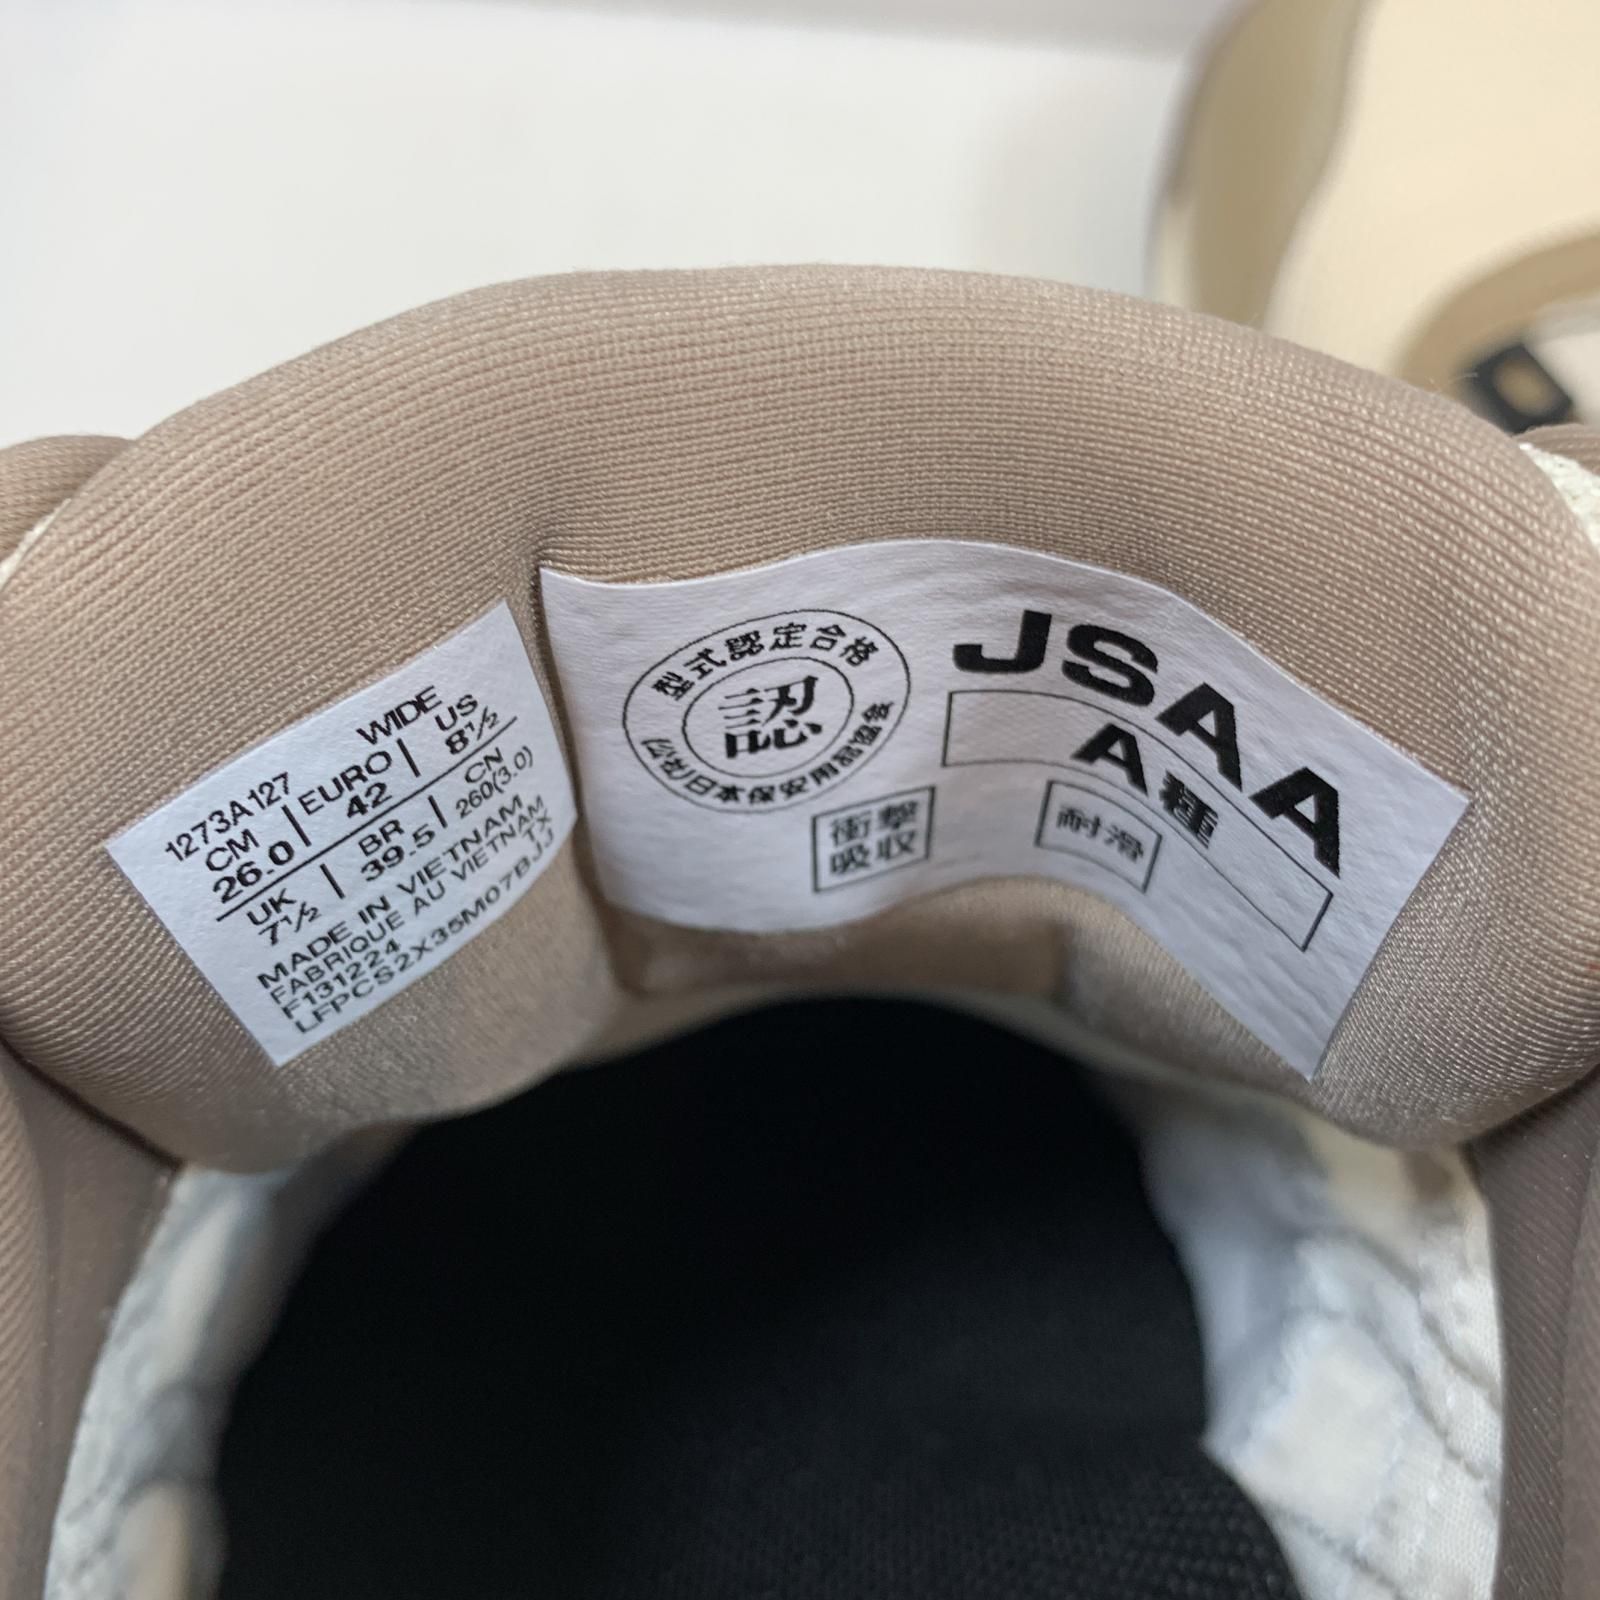 1273A127 WIDE
CM | EURO | US
26.0 | 42 | 8½
UK | BR | CN
7½ | 39.5 | 260(3.0)
MADE IN VIETNAM
FABRIQUE AU VIETNAM
F131224 TX
LFPCS2X35M07BJJ
型式認定合格
認
(公社)日本保安用品協会
JSAA
A種
衝撃
吸収
耐滑